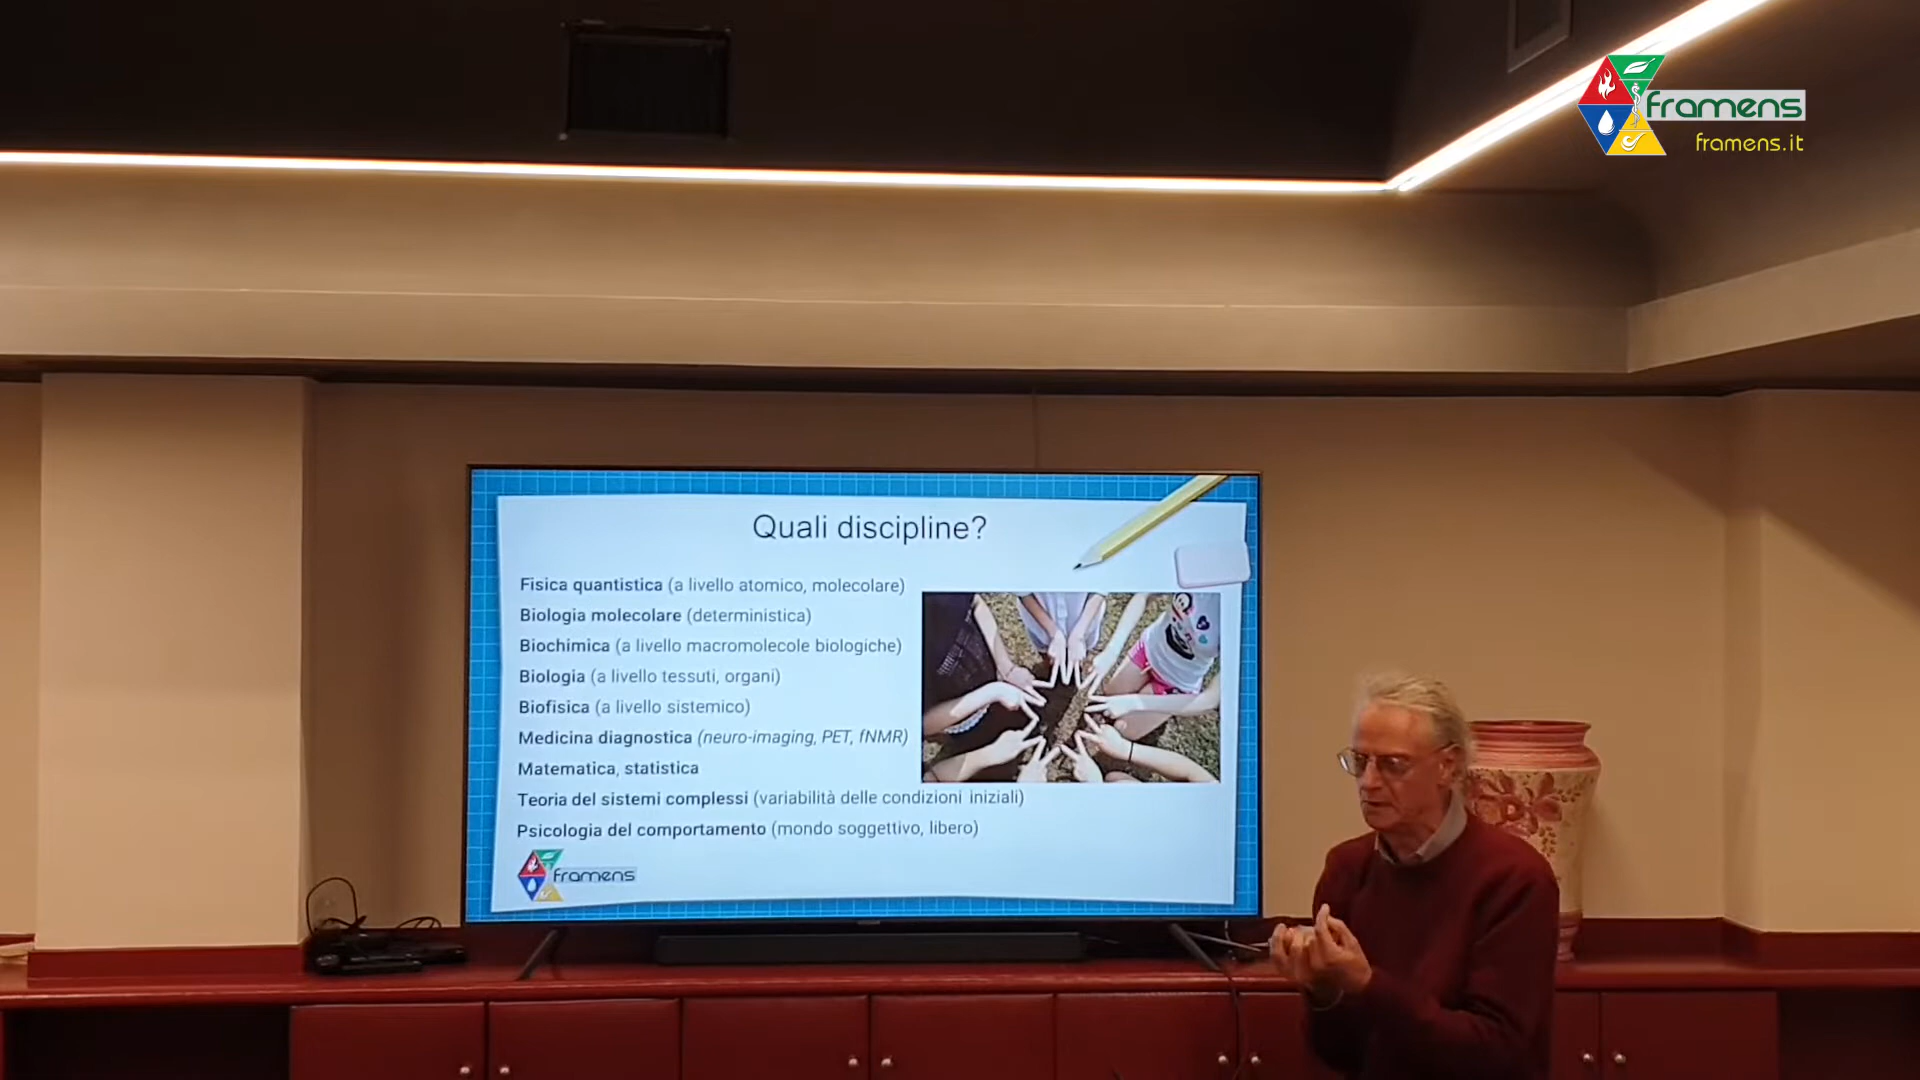 framens
framens.it
Quali discipline?
Fisica quantistica (a livello atomico, molecolare)
Biologia molecolare (deterministica)
Biochimica (a livello macromolecole biologiche)
Biologia (a livello tessuti, organi)
Biofisica (a livello sistemico)
Medicina diagnostica (neuro-imaging, PET, fNMR)
Matematica, statistica
Teoria dei sistemi complessi (variabilità delle condizioni iniziali)
Psicologia del comportamento (mondo soggettivo, libero)
framens